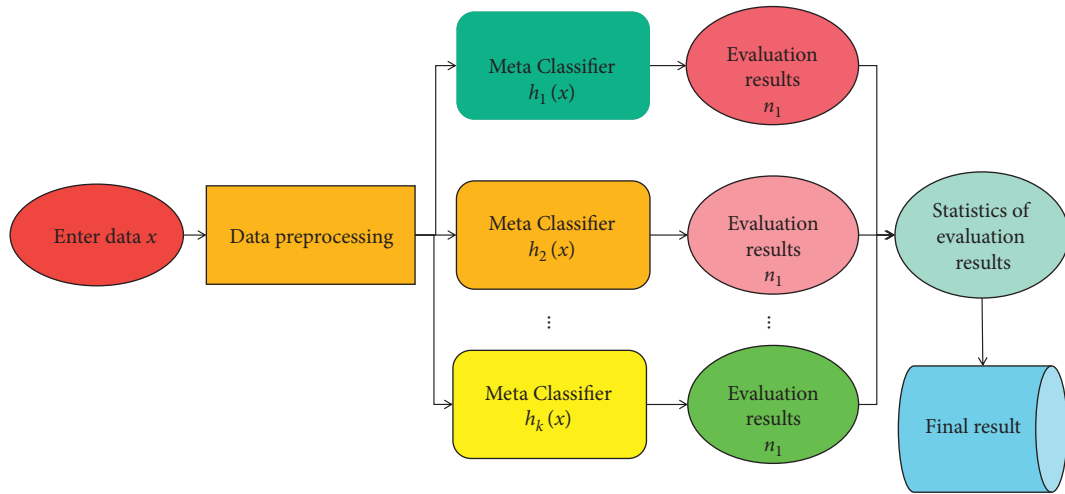 Enter data x
Data preprocessing
Meta Classifier
h₁(x)
Evaluation
results
n₁
Meta Classifier
h₂(x)
Evaluation
results
n₁
⋮
⋮
Meta Classifier
hₖ(x)
Evaluation
results
n₁
Statistics of
evaluation
results
Final result